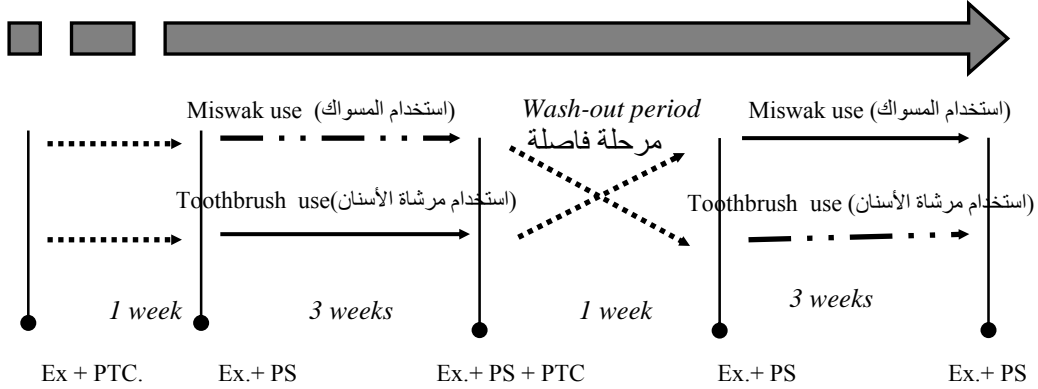 Miswak use (استخدام المسواك)
Wash-out period
مرحلة فاصلة
Miswak use (استخدام المسواك)
Toothbrush use(استخدام مرشاة الأسنان)
Toothbrush use (استخدام مرشاة الأسنان)
1 week
3 weeks
1 week
3 weeks
Ex + PTC.
Ex.+ PS
Ex.+ PS + PTC
Ex.+ PS
Ex.+ PS